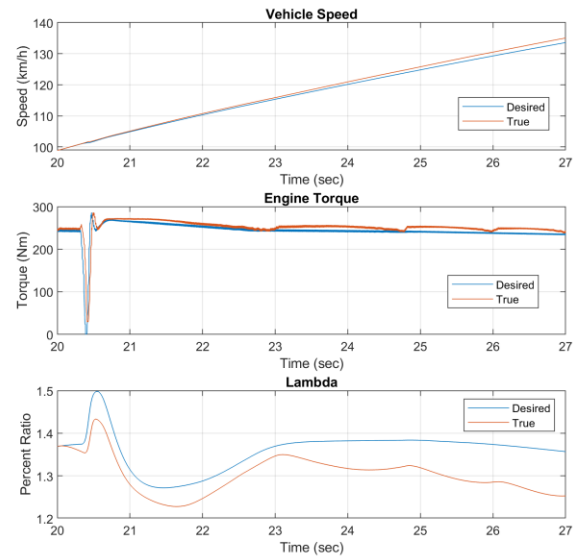 Vehicle Speed
Speed (km/h)
140
130
120
110
100
Desired
True
20 21 22 23 24 25 26 27
Time (sec)
Engine Torque
Torque (Nm)
300
200
100
0
Desired
True
20 21 22 23 24 25 26 27
Time (sec)
Lambda
Percent Ratio
1.5
1.4
1.3
1.2
Desired
True
20 21 22 23 24 25 26 27
Time (sec)